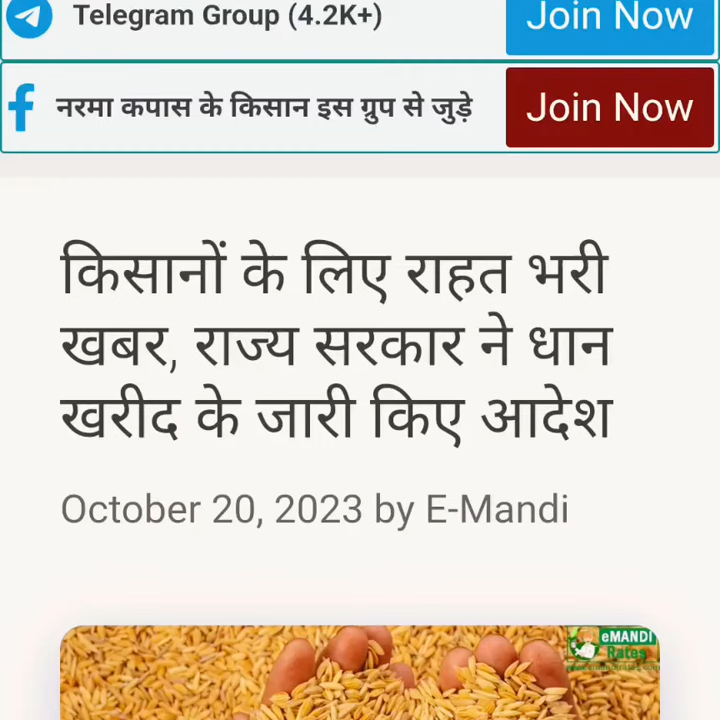 Telegram Group (4.2K+)
Join Now
नरमा कपास के किसान इस ग्रुप से जुड़े
Join Now
किसानों के लिए राहत भरी
खबर, राज्य सरकार ने धान
खरीद के जारी किए आदेश
October 20, 2023 by E-Mandi
eMANDI
Rates